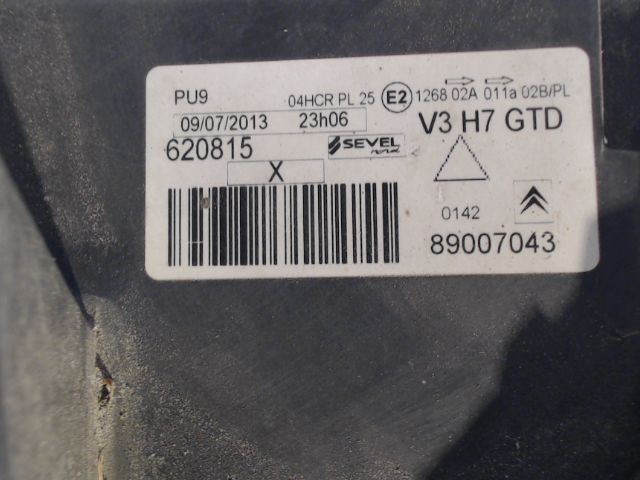 PU9 04HCR PL 25 E2 1268 02A 011a 02B/PL
09/07/2013 23h06 V3 H7 GTD
620815 SEVEL
X
0142
89007043